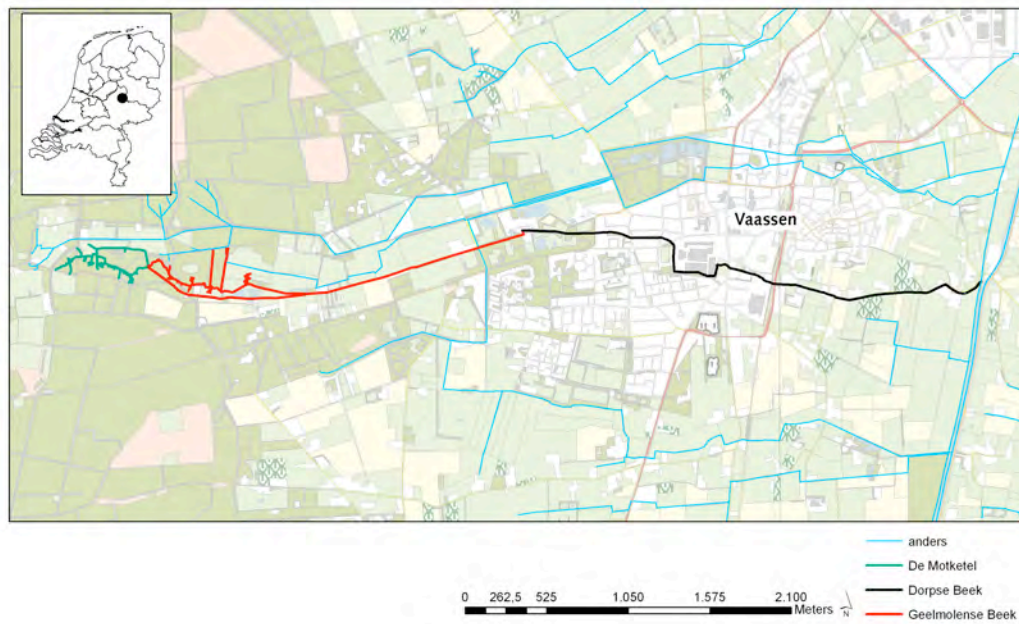 Vaassen
anders
De Motketel
Dorpse Beek
Geelmolense Beek
0 262,5 525 1.050 1.575 2.100
Meters
N